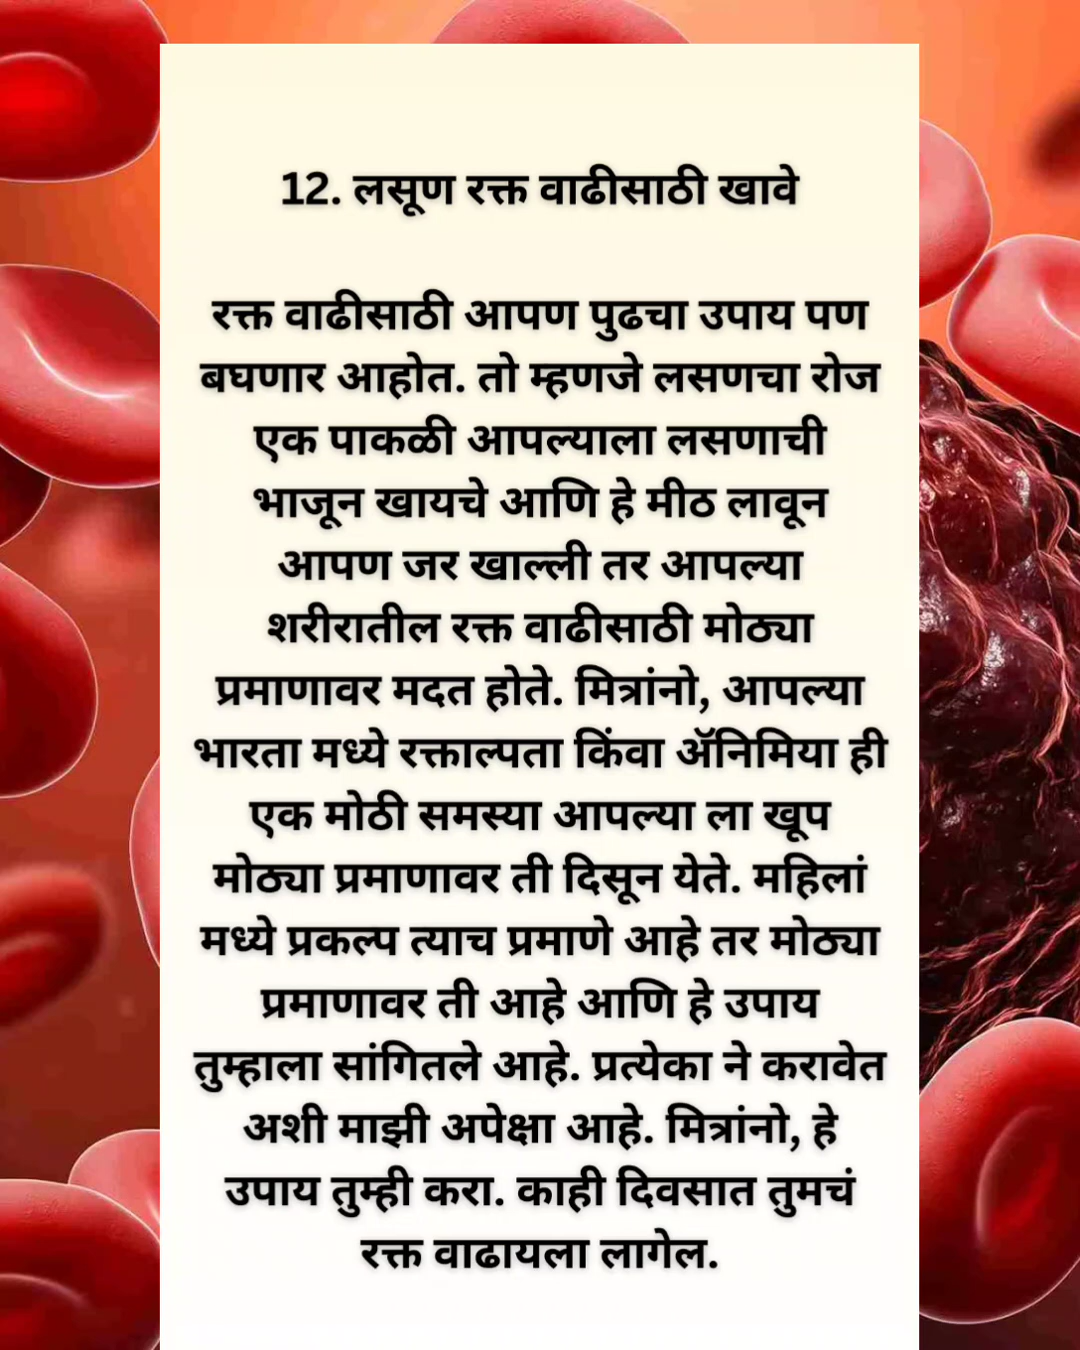 12. लसूण रक्त वाढीसाठी खावे
रक्त वाढीसाठी आपण पुढचा उपाय पण
बघणार आहोत. तो म्हणजे लसणचा रोज
एक पाकळी आपल्याला लसणाची
भाजून खायचे आणि हे मीठ लावून
आपण जर खाल्ली तर आपल्या
शरीरातील रक्त वाढीसाठी मोठ्या
प्रमाणावर मदत होते. मित्रांनो, आपल्या
भारता मध्ये रक्ताल्पता किंवा ॲनिमिया ही
एक मोठी समस्या आपल्या ला खूप
मोठ्या प्रमाणावर ती दिसून येते. महिलां
मध्ये प्रकल्प त्याच प्रमाणे आहे तर मोठ्या
प्रमाणावर ती आहे आणि हे उपाय
तुम्हाला सांगितले आहे. प्रत्येका ने करावेत
अशी माझी अपेक्षा आहे. मित्रांनो, हे
उपाय तुम्ही करा. काही दिवसात तुमचं
रक्त वाढायला लागेल.